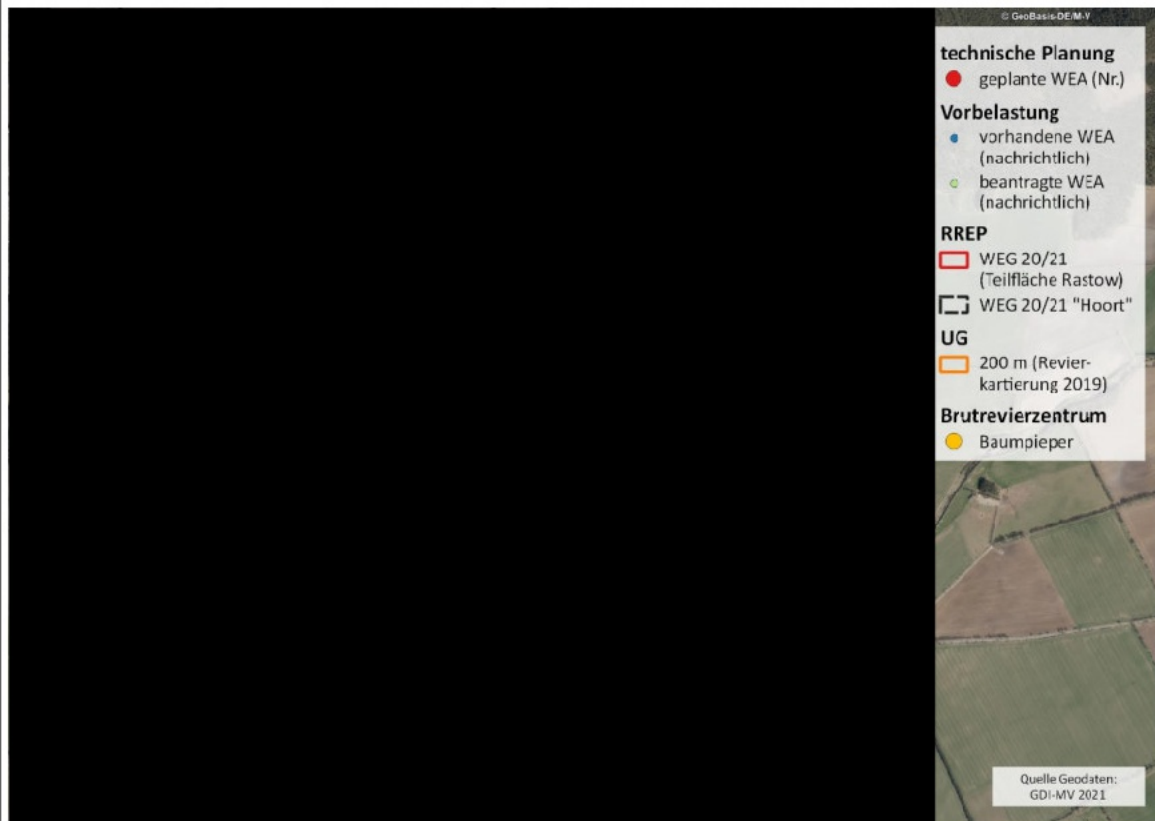 © GeoBasis-DE/M-V
technische Planung
geplante WEA (Nr.)
Vorbelastung
vorhandene WEA
(nachrichtlich)
beantragte WEA
(nachrichtlich)
RREP
WEG 20/21
(Teilfläche Rastow)
WEG 20/21 "Hoort"
UG
200 m (Revier-
kartierung 2019)
Brutrevierzentrum
Baumpieper
Quelle Geodaten:
GDI-MV 2021